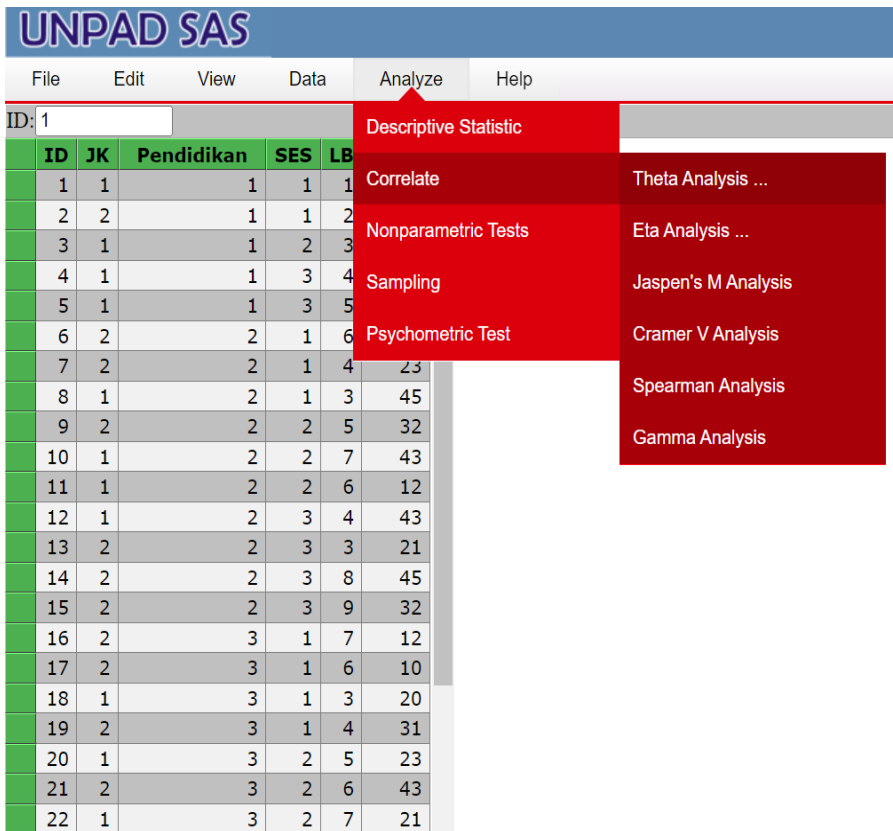 UNPAD SAS
File Edit View Data Analyze Help
ID: 1
Descriptive Statistic
Correlate
Nonparametric Tests
Sampling
Psychometric Test
Theta Analysis ...
Eta Analysis ...
Jaspen's M Analysis
Cramer V Analysis
Spearman Analysis
Gamma Analysis
ID JK Pendidikan SES LB
1 1 1 1 1
2 2 1 1 2
3 1 1 2 3
4 1 1 3 4
5 1 1 3 5
6 2 2 1 6
7 2 2 1 4 23
8 1 2 1 3 45
9 2 2 2 5 32
10 1 2 2 7 43
11 1 2 2 6 12
12 1 2 3 4 43
13 2 2 3 3 21
14 2 2 3 8 45
15 2 2 3 9 32
16 2 3 1 7 12
17 2 3 1 6 10
18 1 3 1 3 20
19 2 3 1 4 31
20 1 3 2 5 23
21 2 3 2 6 43
22 1 3 2 7 21